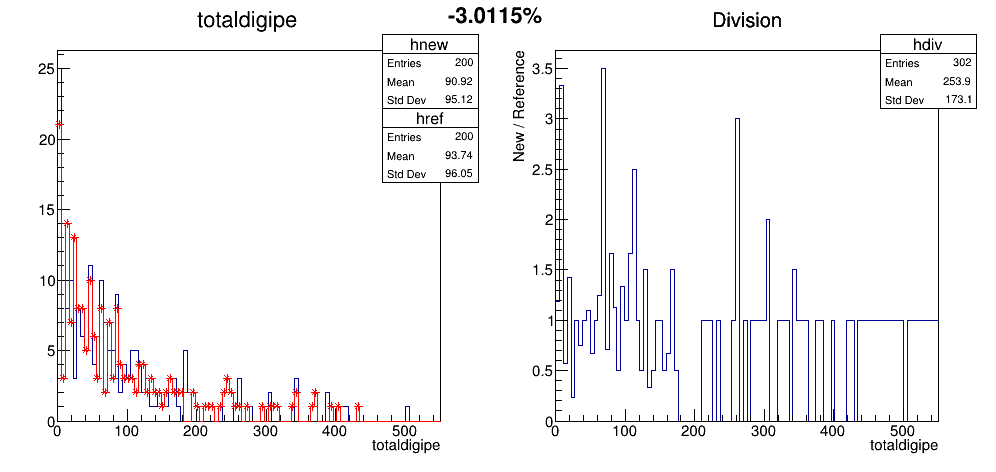 -3.0115%
totaldigipe
hnew
Entries 200
Mean 90.92
Std Dev 95.12
href
Entries 200
Mean 93.74
Std Dev 96.05
25
20
15
10
5
0
0 100 200 300 400 500
totaldigipe
Division
hdiv
Entries 302
Mean 253.9
Std Dev 173.1
New / Reference
3.5
3
2.5
2
1.5
1
0.5
0
0 100 200 300 400 500
totaldigipe